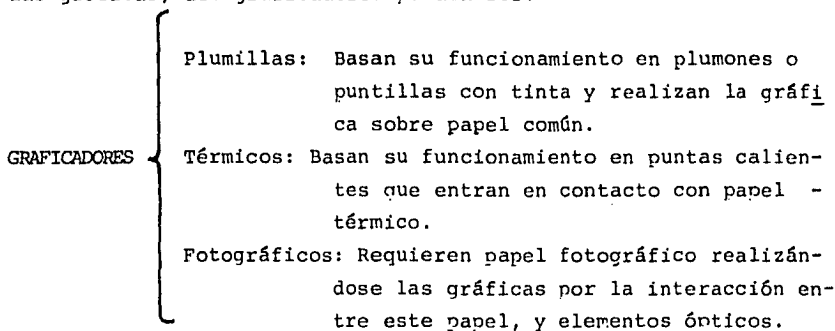 Plumillas: Basan su funcionamiento en plumones o
puntillas con tinta y realizan la gráfi
ca sobre papel común.
GRAFICADORES
Térmicos: Basan su funcionamiento en puntas calien-
tes que entran en contacto con papel -
térmico.
Fotográficos: Requieren papel fotográfico realizán-
dose las gráficas por la interacción en-
tre este papel, y elementos ópticos.